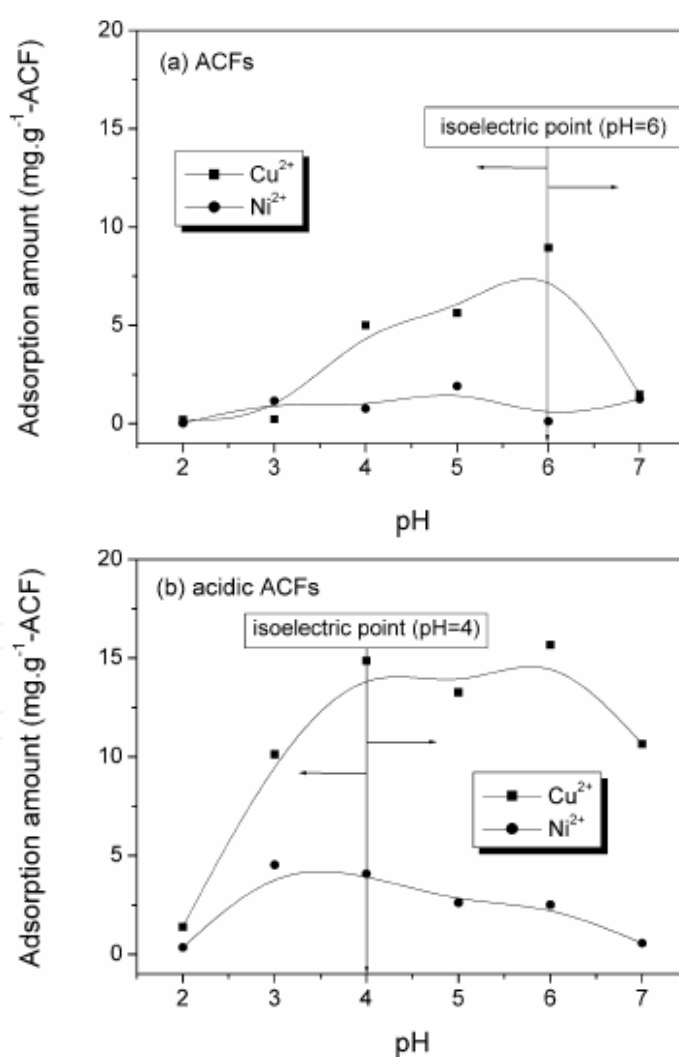 20
(a) ACFs
15
isoelectric point (pH=6)
Cu²⁺
Ni²⁺
10
5
0
2 3 4 5 6 7
pH
Adsorption amount (mg.g⁻¹-ACF)
20
(b) acidic ACFs
isoelectric point (pH=4)
15
10
Cu²⁺
Ni²⁺
5
0
2 3 4 5 6 7
pH
Adsorption amount (mg.g⁻¹-ACF)